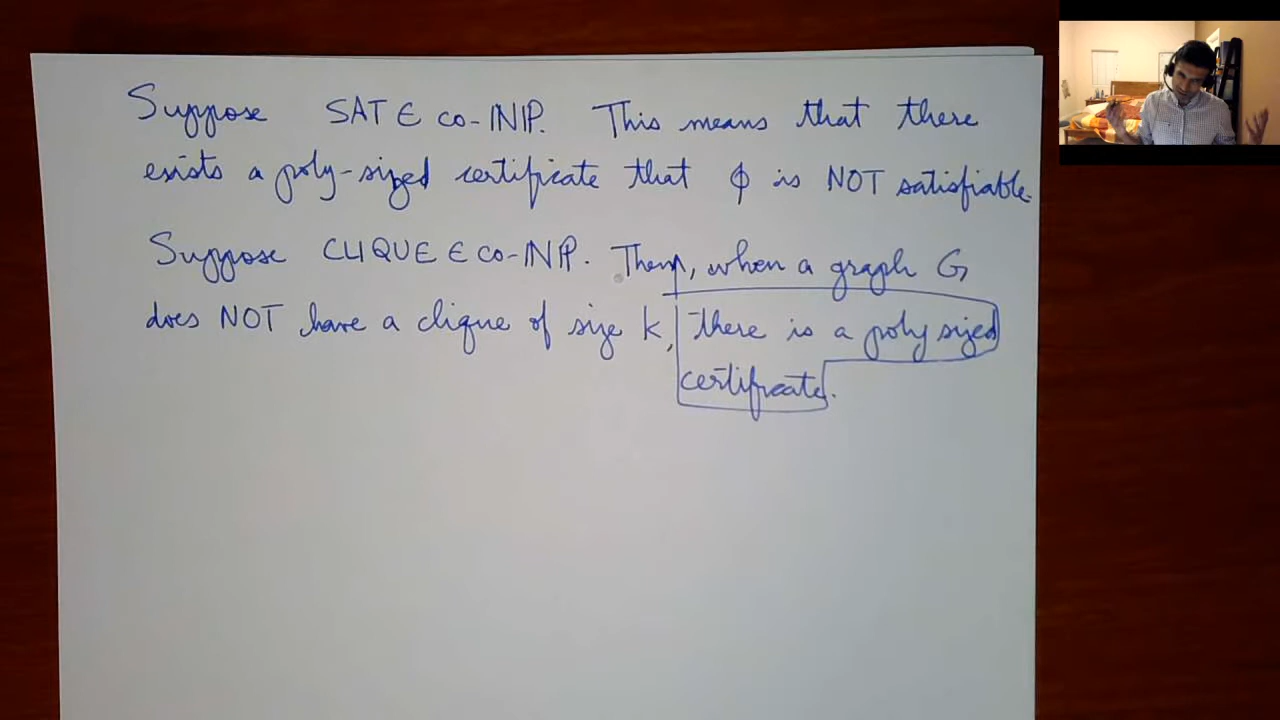 Suppose SAT ∈ co-NP. This means that there
exists a poly-sized certificate that φ is NOT satisfiable.
Suppose CLIQUE ∈ co-NP. Then, when a graph G
does NOT have a clique of size k, there is a poly sized
certificate.